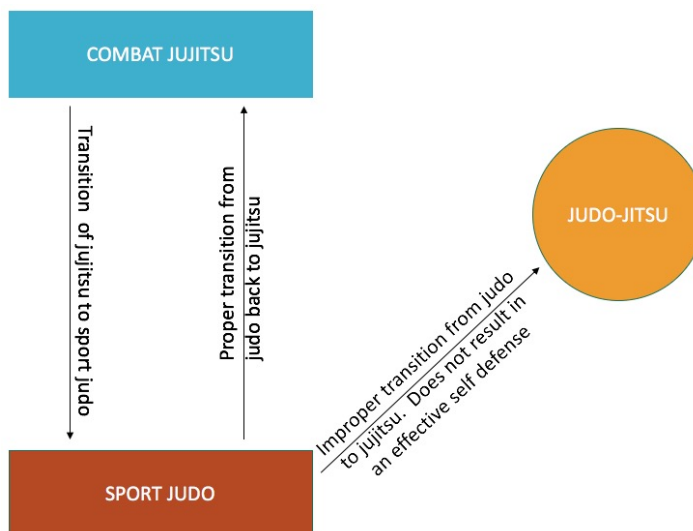 COMBAT JUJITSU
Transition  of jujitsu to sport judo
Proper transition from
judo back to jujitsu
JUDO-JITSU
Improper transition from judo
to jujitsu.  Does not result in
an effective self defense
SPORT JUDO